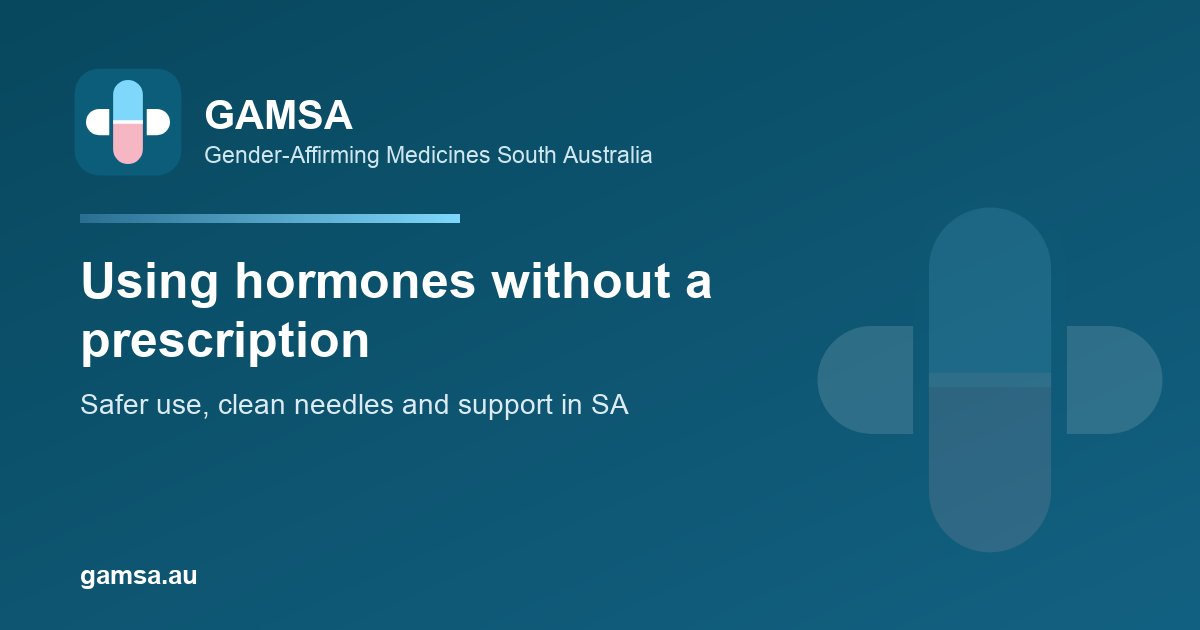 GAMSA
Gender-Affirming Medicines South Australia
Using hormones without a
prescription
Safer use, clean needles and support in SA
gamsa.au